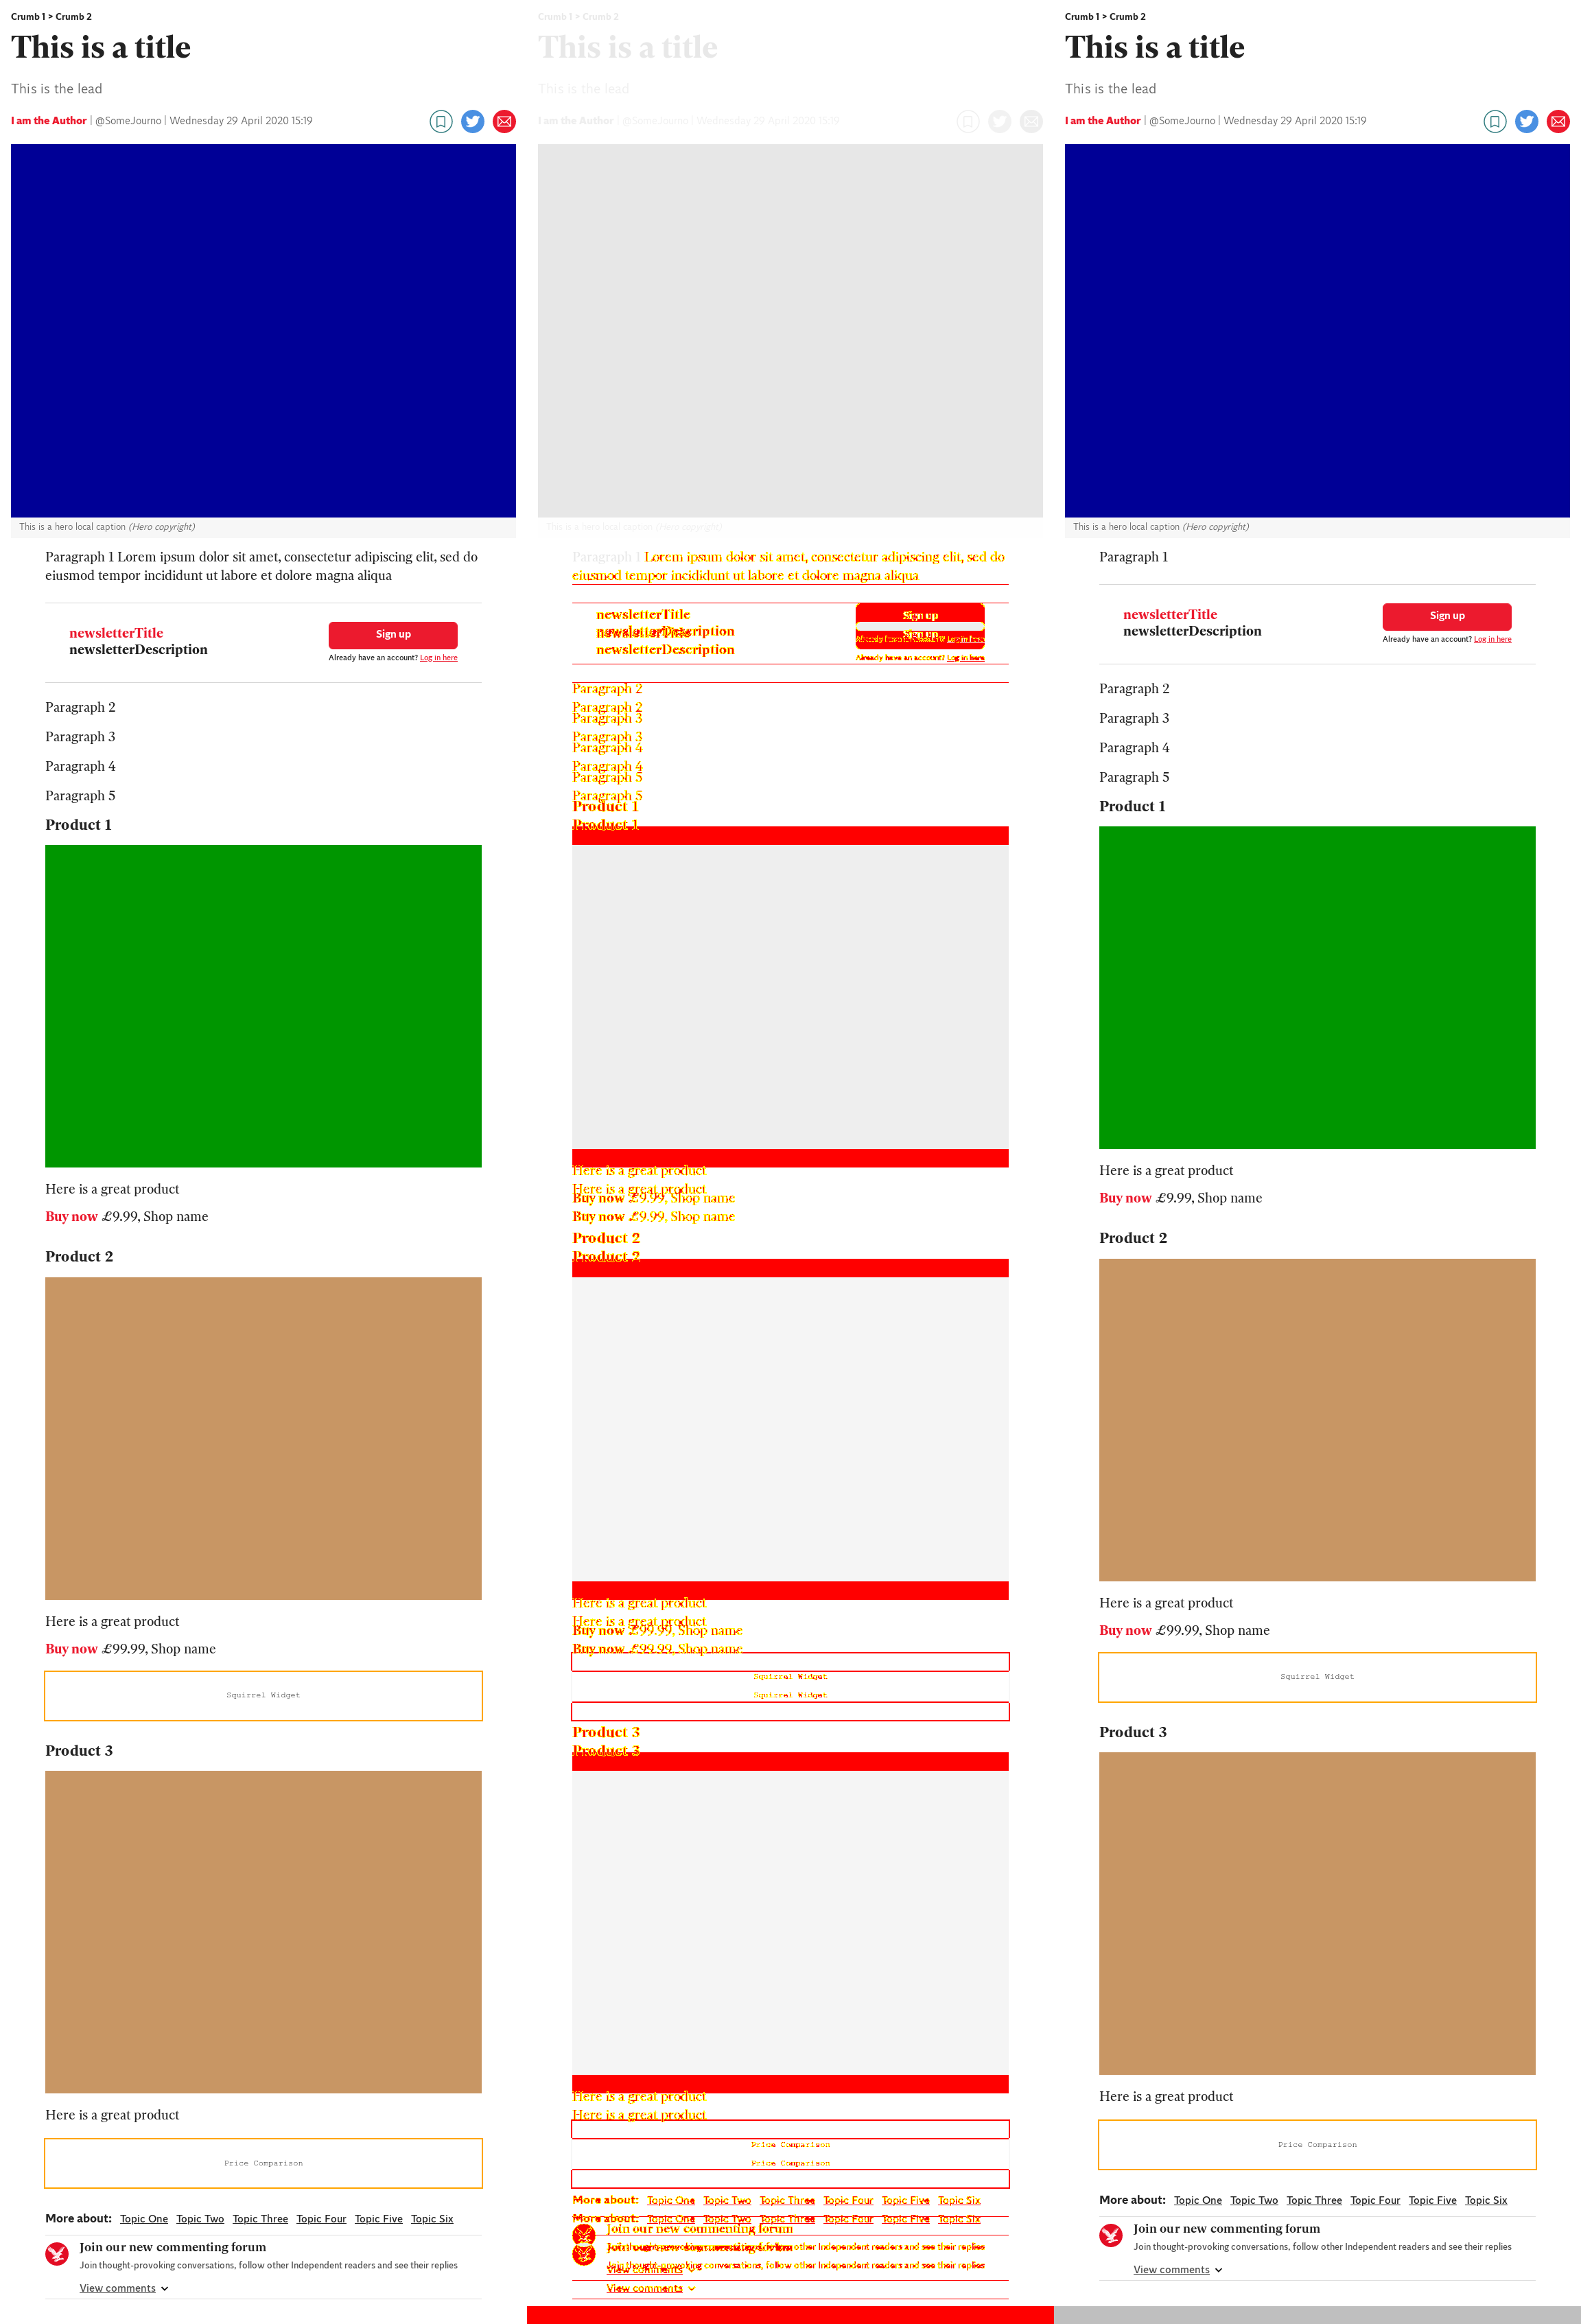 Crumb 1 > Crumb 2
This is a title
This is the lead
I am the Author | @SomeJourno | Wednesday 29 April 2020 15:19
This is a hero local caption (Hero copyright)
Paragraph 1 Lorem ipsum dolor sit amet, consectetur adipiscing elit, sed do
eiusmod tempor incididunt ut labore et dolore magna aliqua
newsletterTitle
newsletterDescription
Sign up
Already have an account? Log in here
Paragraph 2
Paragraph 3
Paragraph 4
Paragraph 5
Product 1
Here is a great product
Buy now £9.99, Shop name
Product 2
Here is a great product
Buy now £99.99, Shop name
Squirrel Widget
Product 3
Here is a great product
Price Comparison
More about: Topic One Topic Two Topic Three Topic Four Topic Five Topic Six
Join our new commenting forum
Join thought-provoking conversations, follow other Independent readers and see their replies
View comments
Crumb 1 > Crumb 2
This is a title
This is the lead
I am the Author | @SomeJourno | Wednesday 29 April 2020 15:19
This is a hero local caption (Hero copyright)
Paragraph 1 Lorem ipsum dolor sit amet, consectetur adipiscing elit, sed do
eiusmod tempor incididunt ut labore et dolore magna aliqua
newsletterTitle
newsletterDescription
newsletterTitle
newsletterDescription
Sign up
Already have an account? Log in here
Sign up
Already have an account? Log in here
Paragraph 2
Paragraph 2
Paragraph 3
Paragraph 3
Paragraph 4
Paragraph 4
Paragraph 5
Paragraph 5
Product 1
Product 1
Here is a great product
Here is a great product
Buy now £9.99, Shop name
Buy now £9.99, Shop name
Product 2
Product 2
Here is a great product
Here is a great product
Buy now £99.99, Shop name
Buy now £99.99, Shop name
Squirrel Widget
Squirrel Widget
Product 3
Product 3
Here is a great product
Here is a great product
Price Comparison
Price Comparison
More about: Topic One Topic Two Topic Three Topic Four Topic Five Topic Six
More about: Topic One Topic Two Topic Three Topic Four Topic Five Topic Six
Join our new commenting forum
Join our new commenting forum
Join thought-provoking conversations, follow other Independent readers and see their replies
Join thought-provoking conversations, follow other Independent readers and see their replies
View comments
View comments
Crumb 1 > Crumb 2
This is a title
This is the lead
I am the Author | @SomeJourno | Wednesday 29 April 2020 15:19
This is a hero local caption (Hero copyright)
Paragraph 1
newsletterTitle
newsletterDescription
Sign up
Already have an account? Log in here
Paragraph 2
Paragraph 3
Paragraph 4
Paragraph 5
Product 1
Here is a great product
Buy now £9.99, Shop name
Product 2
Here is a great product
Buy now £99.99, Shop name
Squirrel Widget
Product 3
Here is a great product
Price Comparison
More about: Topic One Topic Two Topic Three Topic Four Topic Five Topic Six
Join our new commenting forum
Join thought-provoking conversations, follow other Independent readers and see their replies
View comments